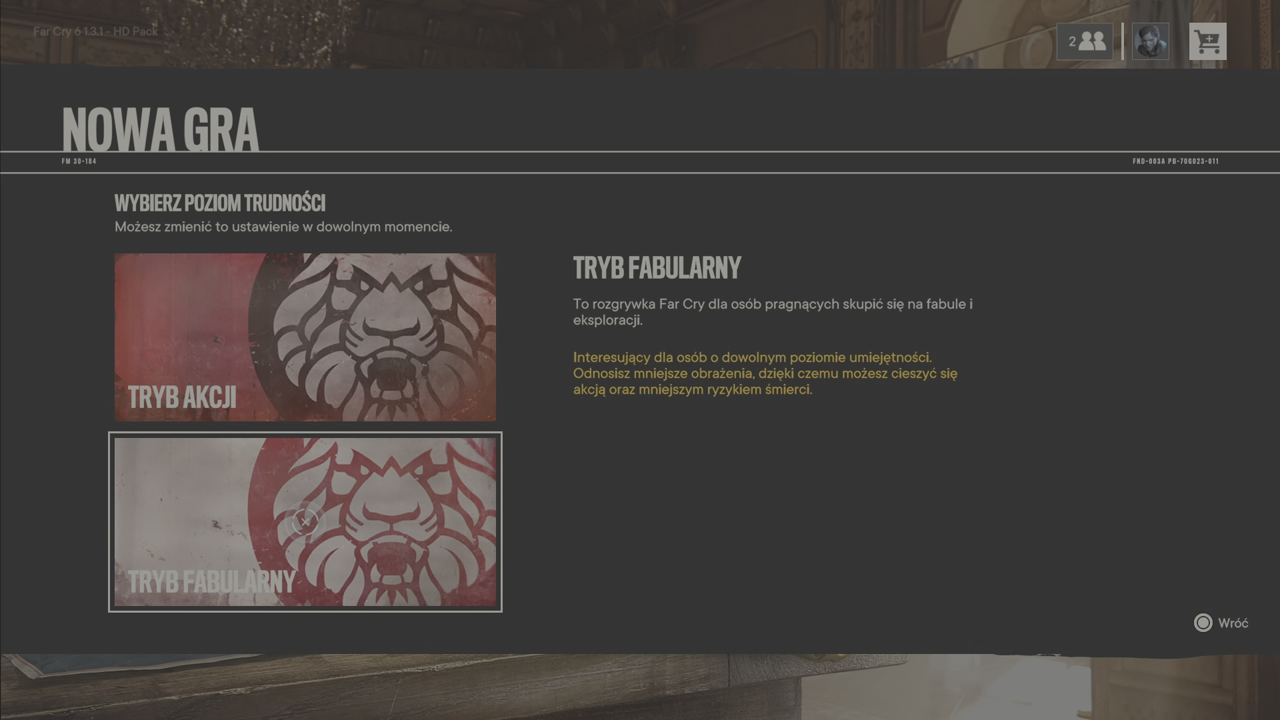 Far Cry 6 1.3.1 - HD Pack
2
NOWA GRA
FM 30-184
FND-003A PB-706023-011
WYBIERZ POZIOM TRUDNOŚCI
Możesz zmienić to ustawienie w dowolnym momencie.
TRYB AKCJI
TRYB FABULARNY
TRYB FABULARNY
To rozgrywka Far Cry dla osób pragnących skupić się na fabule i
eksploracji.
Interesujący dla osób o dowolnym poziomie umiejętności.
Odnosisz mniejsze obrażenia, dzięki czemu możesz cieszyć się
akcją oraz mniejszym ryzykiem śmierci.
Wróć